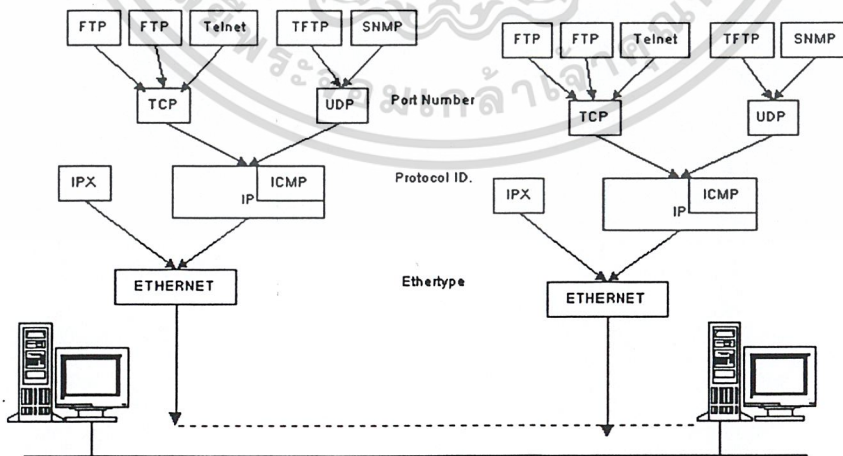 FTP FTP Telnet TFTP SNMP
FTP FTP Telnet TFTP SNMP
TCP UDP Port Number
TCP UDP
IPX ICMP Protocol ID.
IP
IPX ICMP
IP
ETHERNET Ethertype
ETHERNET